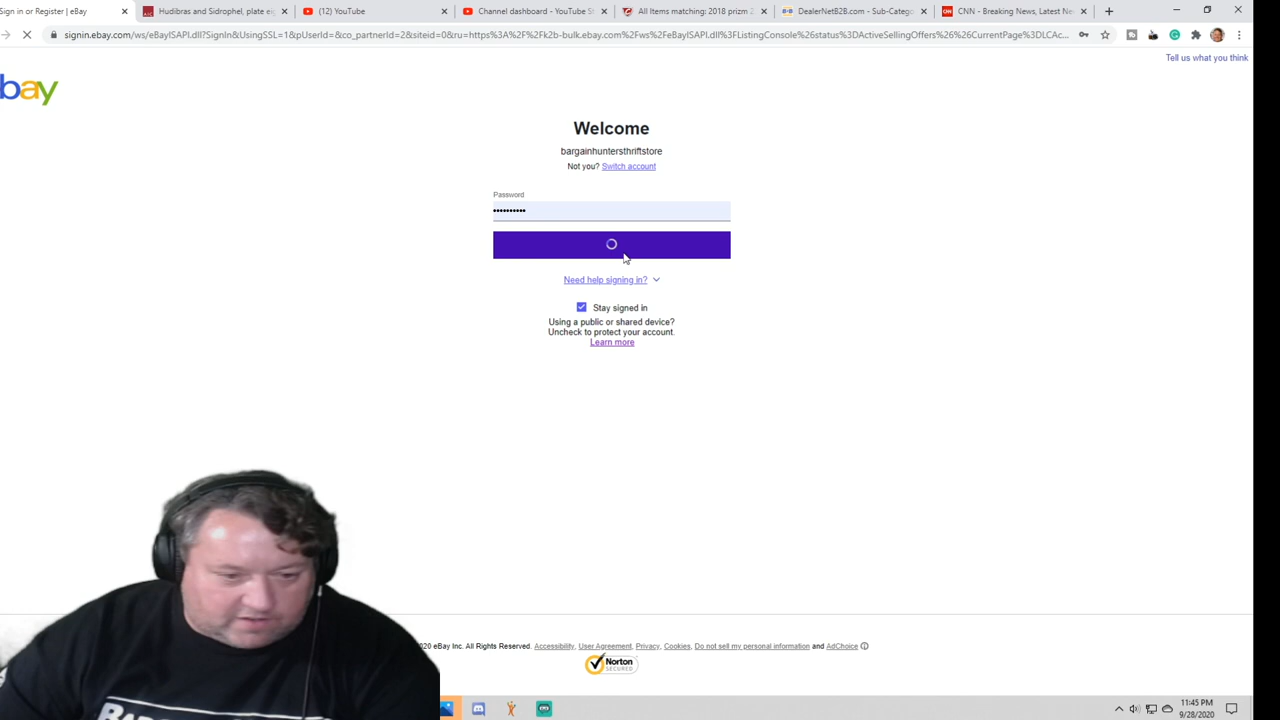 Sign in or Register | eBay
Hudibras and Sidrophel, plate eig
(12) YouTube
Channel dashboard - YouTube St
All Items matching: 2018 prizm 2
DealerNetB2B.com - Sub-Catego
CNN - Breaking News, Latest Ne
signin.ebay.com/ws/eBayISAPI.dll?SignIn&UsingSSL=1&pUserId=&co_partnerId=2&siteid=0&ru=https%3A%2F%2Fk2b-bulk.ebay.com%2Fws%2FeBayISAPI.dll%3FListingConsole%26status%3DActiveSellingOffers%26%26CurrentPage%3DLCAc...
Tell us what you think
bay
Welcome
bargainhuntersthriftstore
Not you? Switch account
Password
••••••••••
Need help signing in?
Stay signed in
Using a public or shared device?
Uncheck to protect your account.
Learn more
20 eBay Inc. All Rights Reserved. Accessibility, User Agreement, Privacy, Cookies, Do not sell my personal information and AdChoice
Norton
SECURED
11:45 PM
9/28/2020